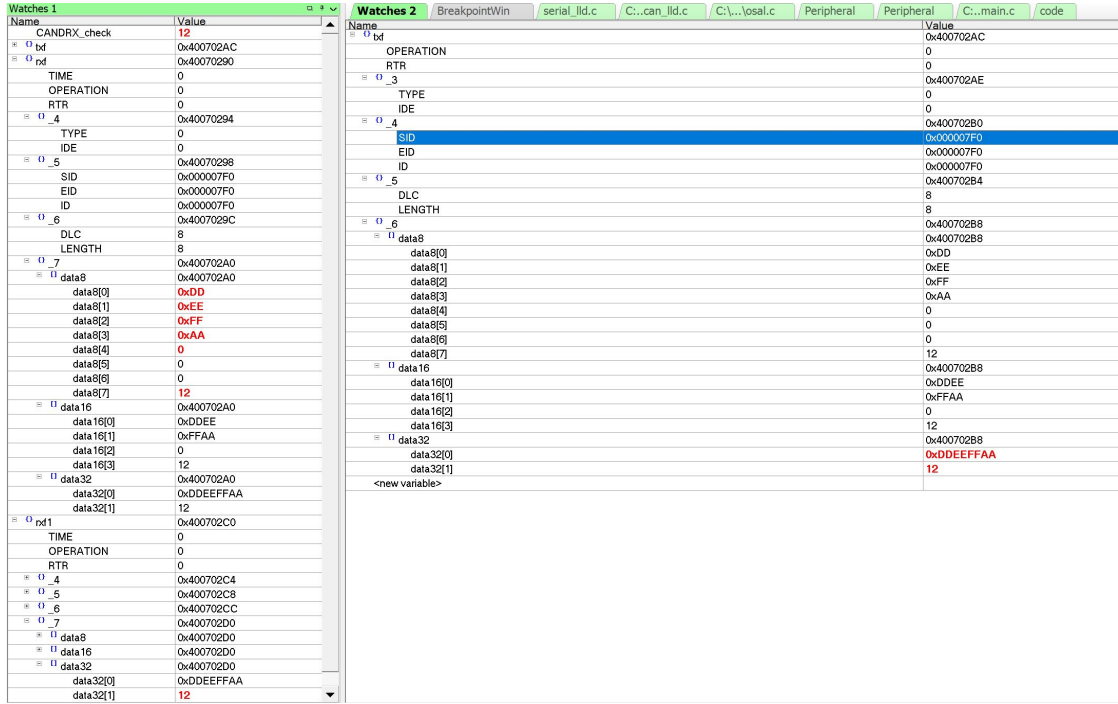 Watches 1
Name Value
CANDRX_check 12
txf 0x400702AC
rxf 0x40070290
TIME 0
OPERATION 0
RTR 0
_4 0x40070294
TYPE 0
IDE 0
_5 0x40070298
SID 0x000007F0
EID 0x000007F0
ID 0x000007F0
_6 0x4007029C
DLC 8
LENGTH 8
_7 0x400702A0
data8 0x400702A0
data8[0] 0xDD
data8[1] 0xEE
data8[2] 0xFF
data8[3] 0xAA
data8[4] 0
data8[5] 0
data8[6] 0
data8[7] 12
data16 0x400702A0
data16[0] 0xDDEE
data16[1] 0xFFAA
data16[2] 0
data16[3] 12
data32 0x400702A0
data32[0] 0xDDEEFFAA
data32[1] 12
rxf1 0x400702C0
TIME 0
OPERATION 0
RTR 0
_4 0x400702C4
_5 0x400702C8
_6 0x400702CC
_7 0x400702D0
data8 0x400702D0
data16 0x400702D0
data32 0x400702D0
data32[0] 0xDDEEFFAA
data32[1] 12
Watches 2 BreakpointWin serial_lld.c C:..can_lld.c C:\...\osal.c Peripheral Peripheral C:..main.c code
Name Value
txf 0x400702AC
OPERATION 0
RTR 0
_3 0x400702AE
TYPE 0
IDE 0
_4 0x400702B0
SID 0x000007F0
EID 0x000007F0
ID 0x000007F0
_5 0x400702B4
DLC 8
LENGTH 8
_6 0x400702B8
data8 0x400702B8
data8[0] 0xDD
data8[1] 0xEE
data8[2] 0xFF
data8[3] 0xAA
data8[4] 0
data8[5] 0
data8[6] 0
data8[7] 12
data16 0x400702B8
data16[0] 0xDDEE
data16[1] 0xFFAA
data16[2] 0
data16[3] 12
data32 0x400702B8
data32[0] 0xDDEEFFAA
data32[1] 12
<new variable>